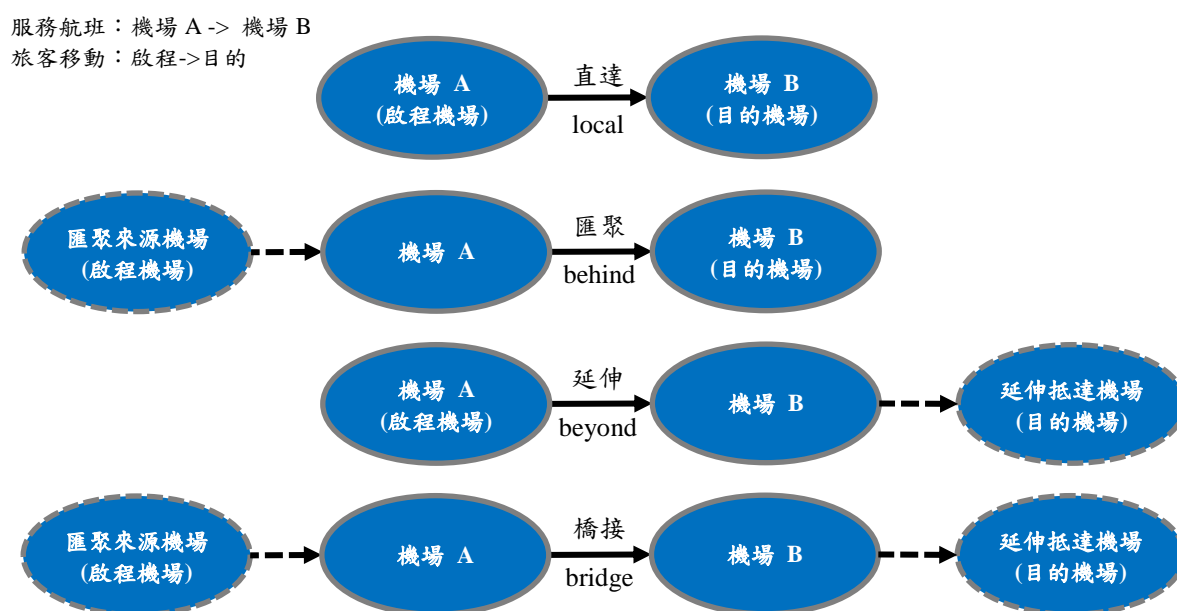 服務航班：機場 A -> 機場 B
旅客移動：啟程->目的
機場 A
(啟程機場)
直達
local
機場 B
(目的機場)
匯聚來源機場
(啟程機場)
機場 A
匯聚
behind
機場 B
(目的機場)
機場 A
(啟程機場)
延伸
beyond
機場 B
延伸抵達機場
(目的機場)
匯聚來源機場
(啟程機場)
機場 A
橋接
bridge
機場 B
延伸抵達機場
(目的機場)